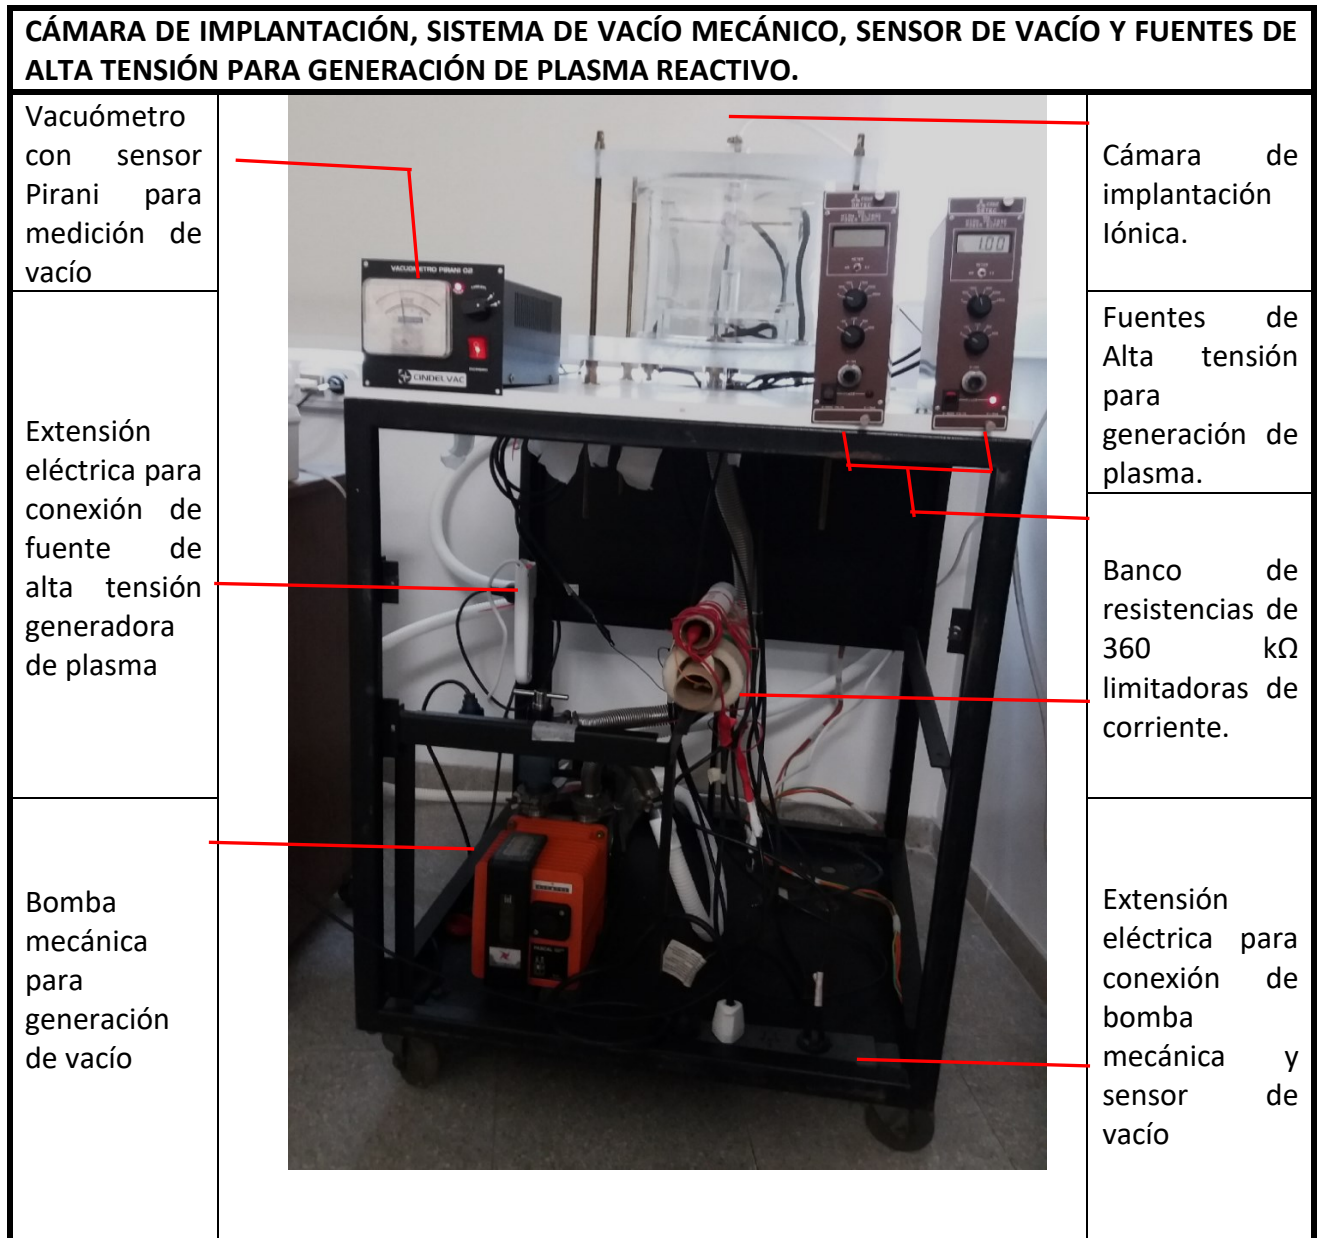 CÁMARA DE IMPLANTACIÓN, SISTEMA DE VACÍO MECÁNICO, SENSOR DE VACÍO Y FUENTES DE
ALTA TENSIÓN PARA GENERACIÓN DE PLASMA REACTIVO.
Vacuómetro
con sensor
Pirani para
medición de
vacío
Extensión
eléctrica para
conexión de
fuente de
alta tensión
generadora
de plasma
Bomba
mecánica
para
generación
de vacío
VACUOMETRO PIRANI G2
CINDELVAC
1.00
Cámara de
implantación
Iónica.
Fuentes de
Alta tensión
para
generación de
plasma.
Banco de
resistencias de
360 kΩ
limitadoras de
corriente.
Extensión
eléctrica para
conexión de
bomba
mecánica y
sensor de
vacío